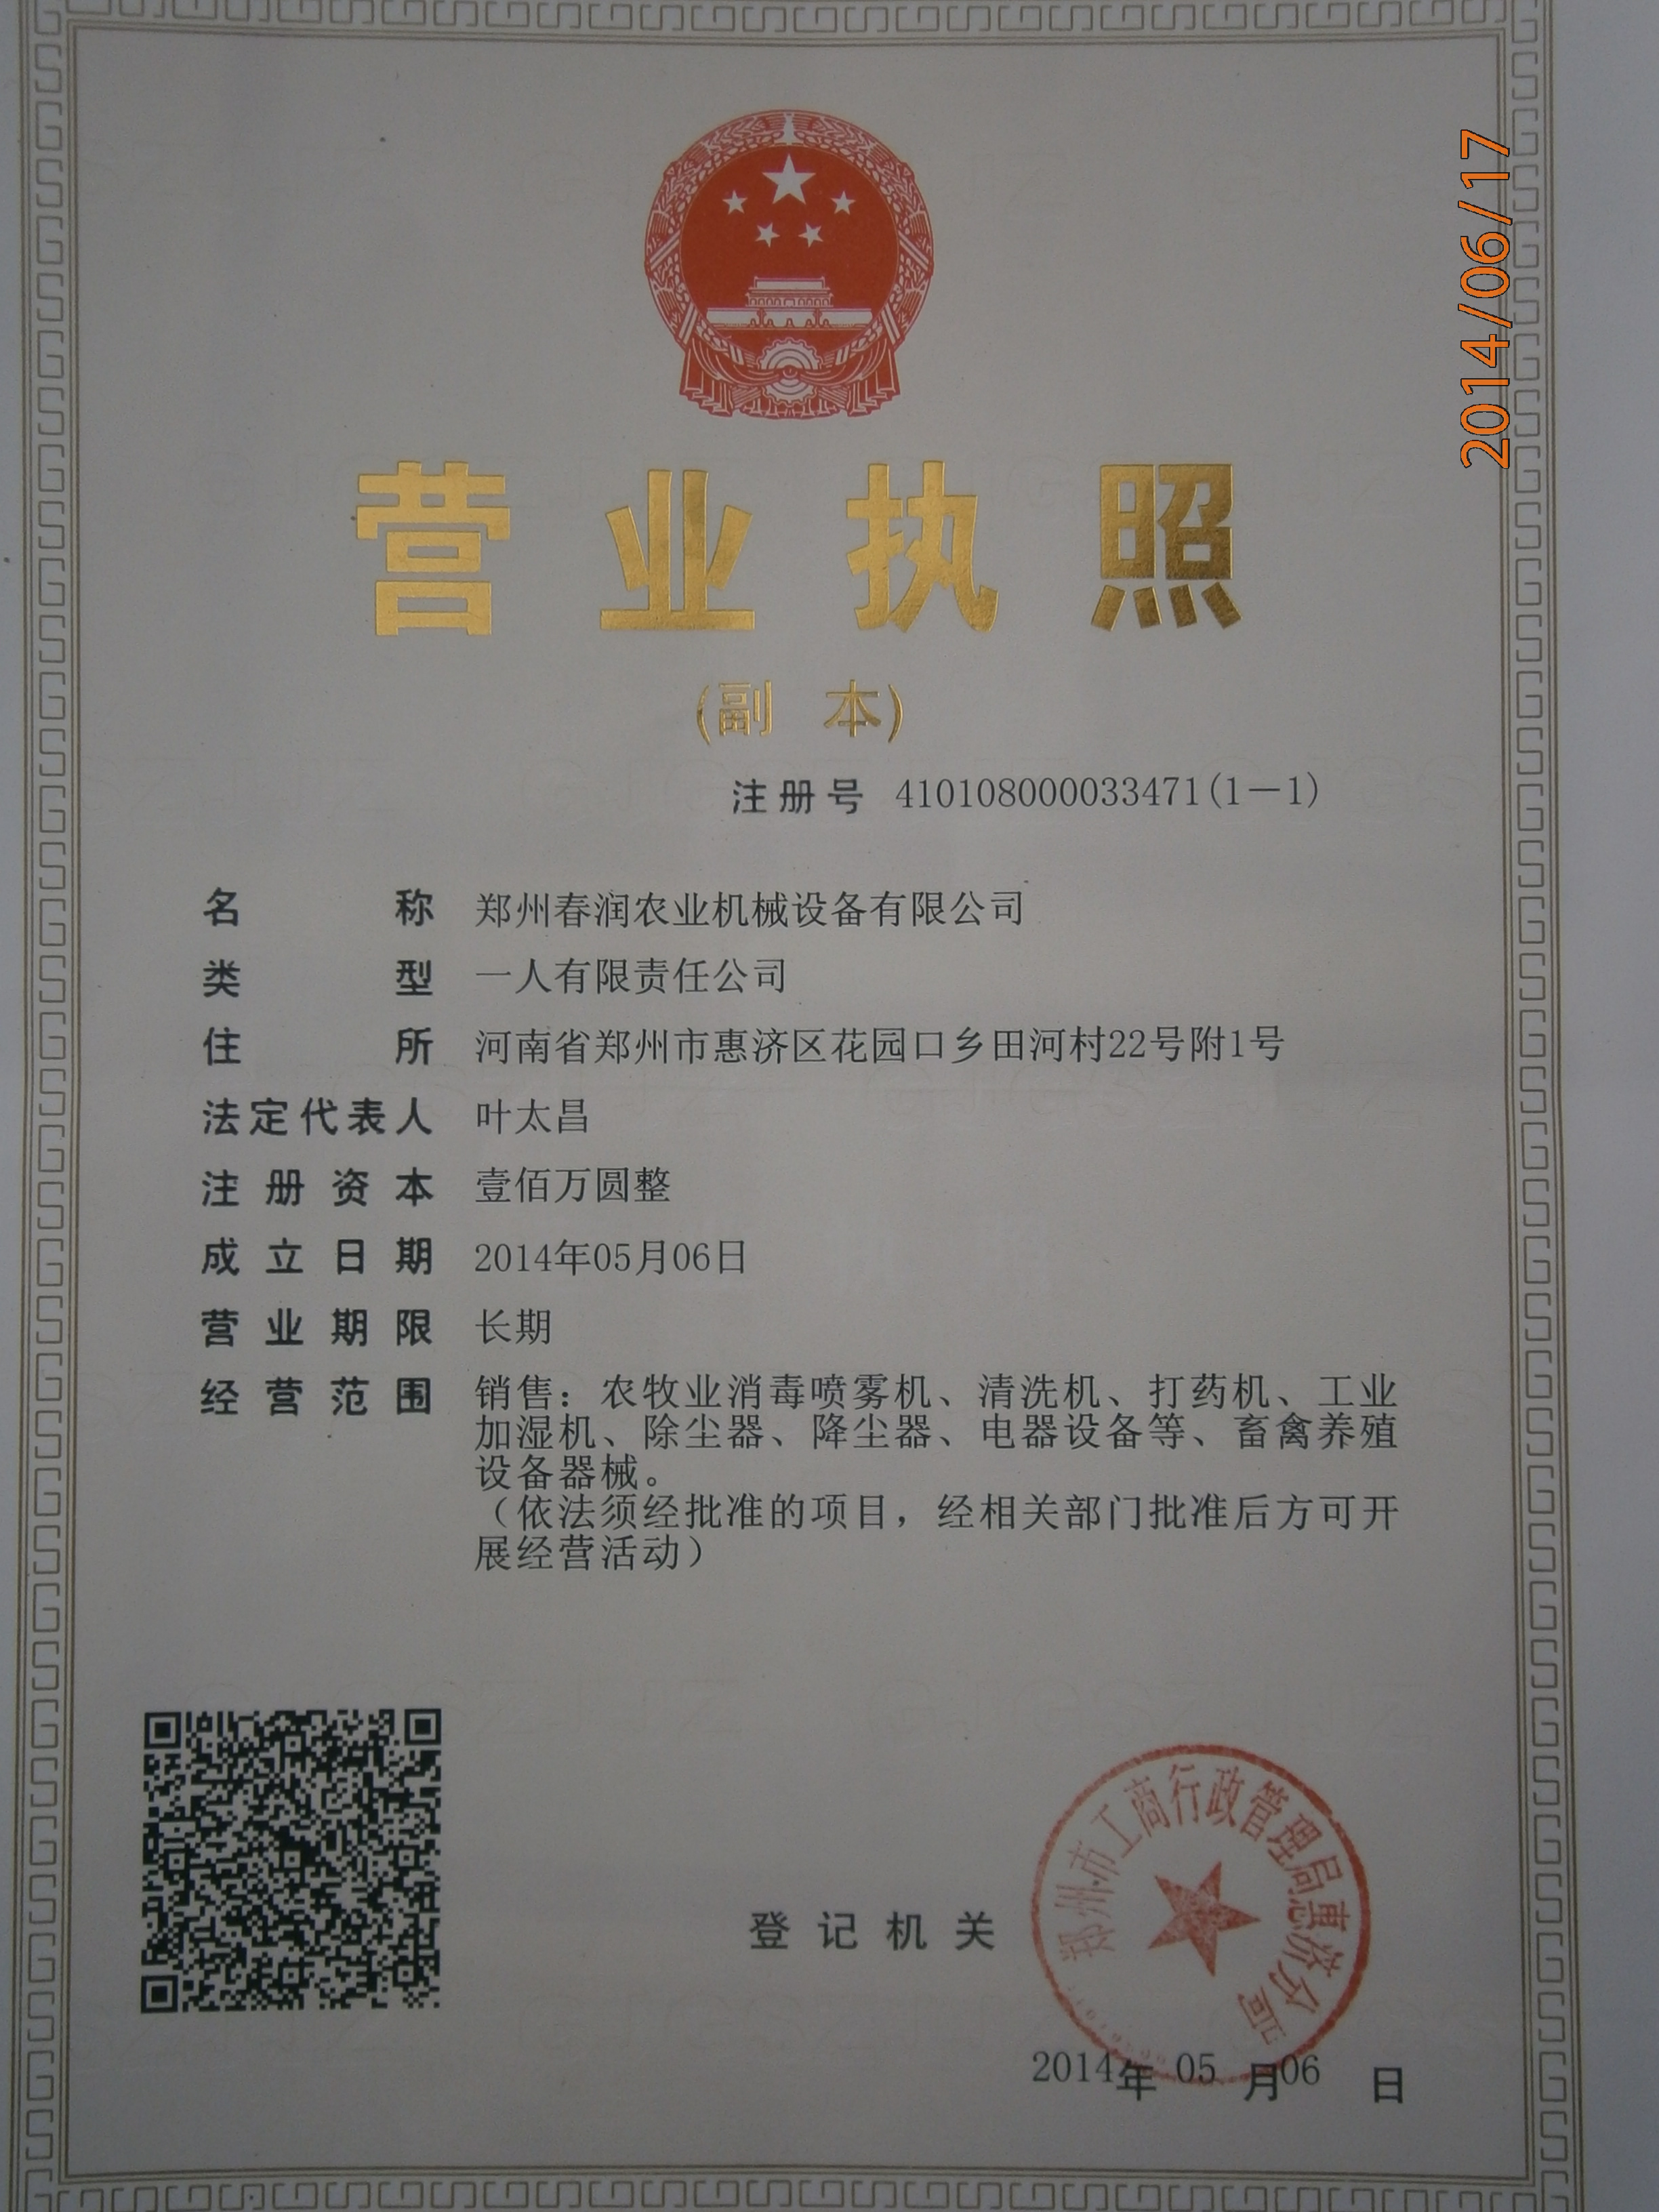 2014/06/17
营业执照
(副 本)
注册号 410108000033471(1-1)
名 称 郑州春润农业机械设备有限公司
类 型 一人有限责任公司
住 所 河南省郑州市惠济区花园口乡田河村22号附1号
法定代表人 叶太昌
注册资本 壹佰万圆整
成立日期 2014年05月06日
营业期限 长期
经营范围 销售：农牧业消毒喷雾机、清洗机、打药机、工业
加湿机、除尘器、降尘器、电器设备等、畜禽养殖
设备器械。
（依法须经批准的项目，经相关部门批准后方可开
展经营活动）
郑州市工商行政管理局惠济分局
登记机关
2014年 05 月06 日